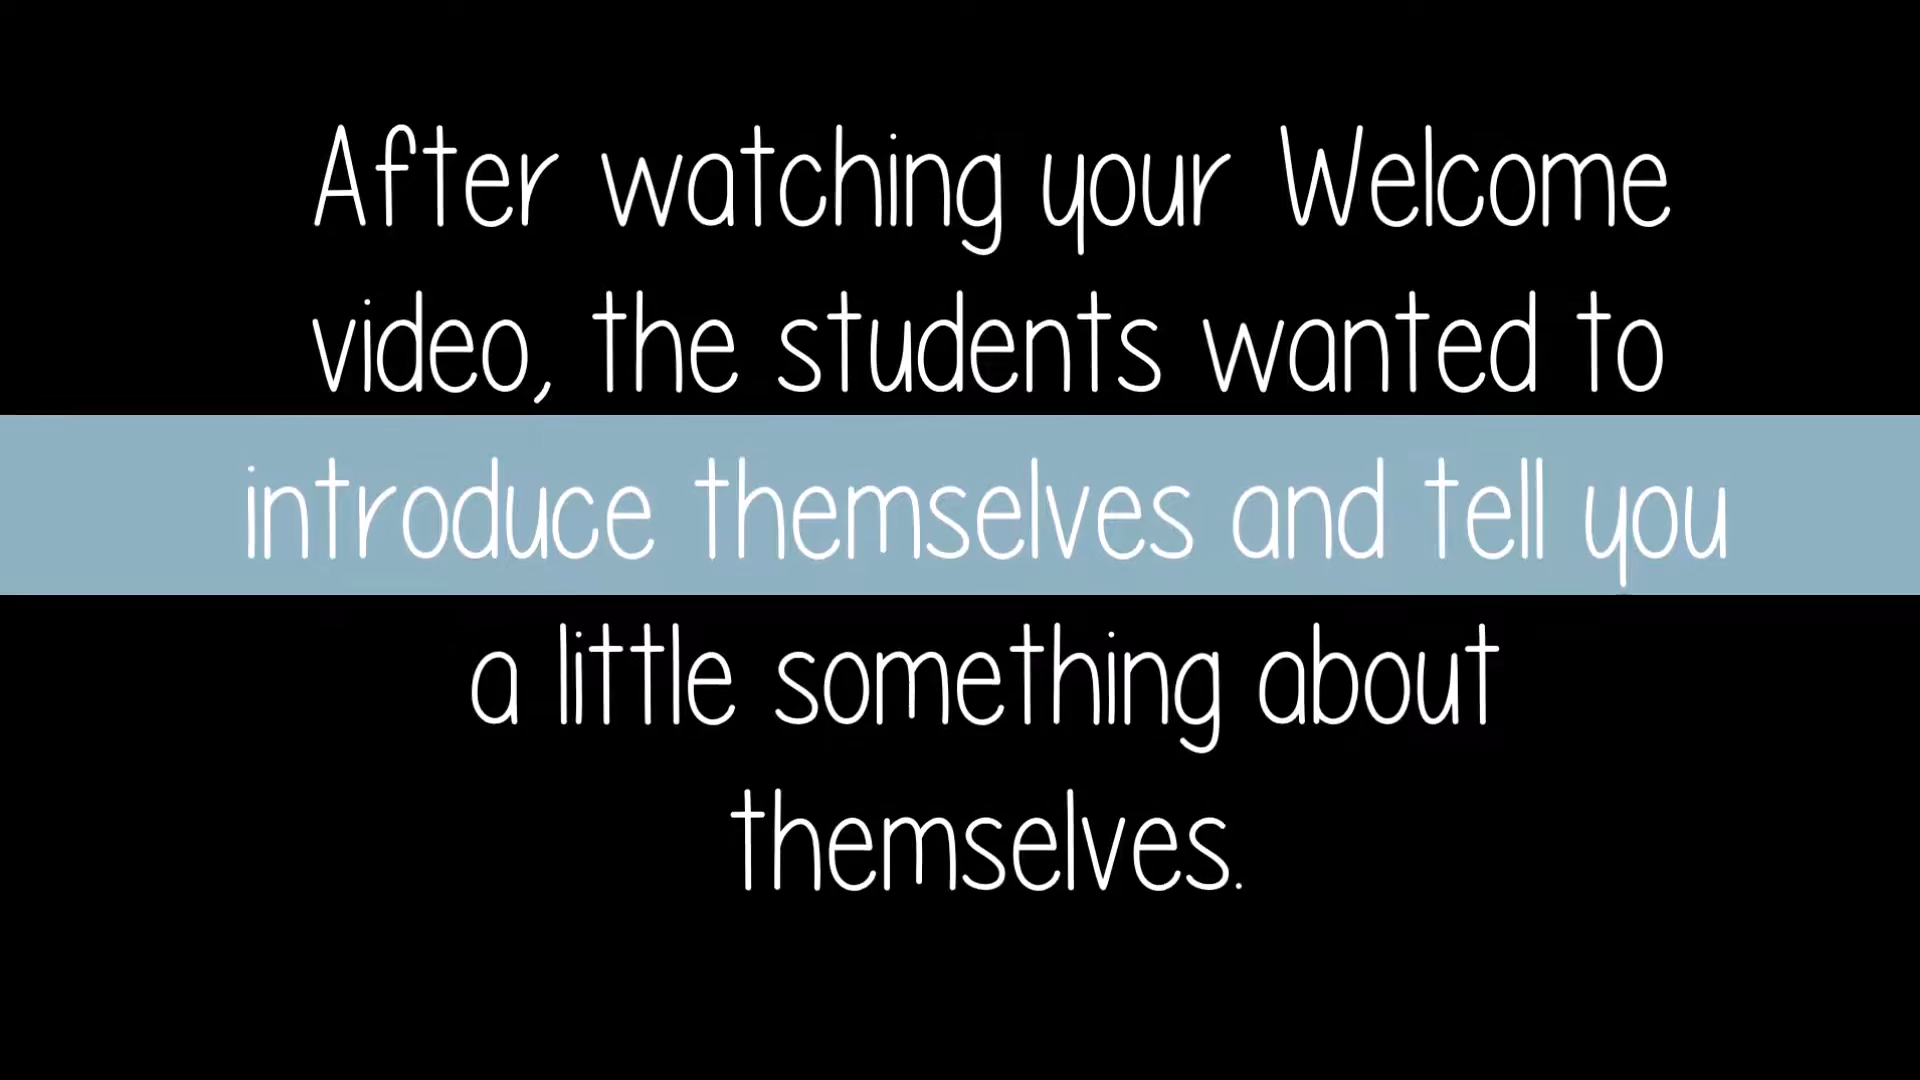 After watching your Welcome
video, the students wanted to
introduce themselves and tell you
a little something about
themselves.